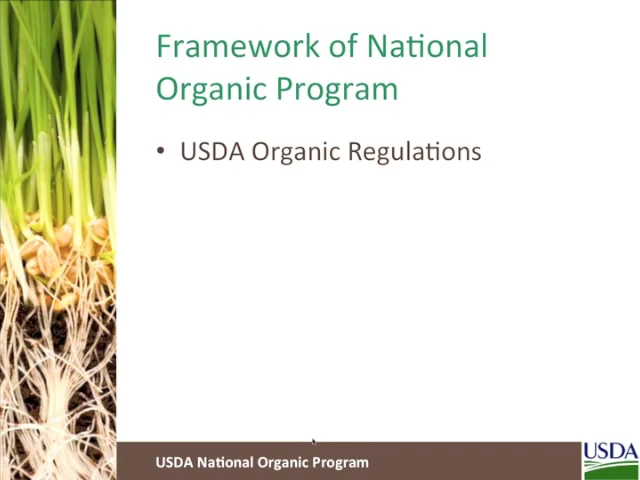 Framework of National
Organic Program
• USDA Organic Regulations
USDA National Organic Program
USDA